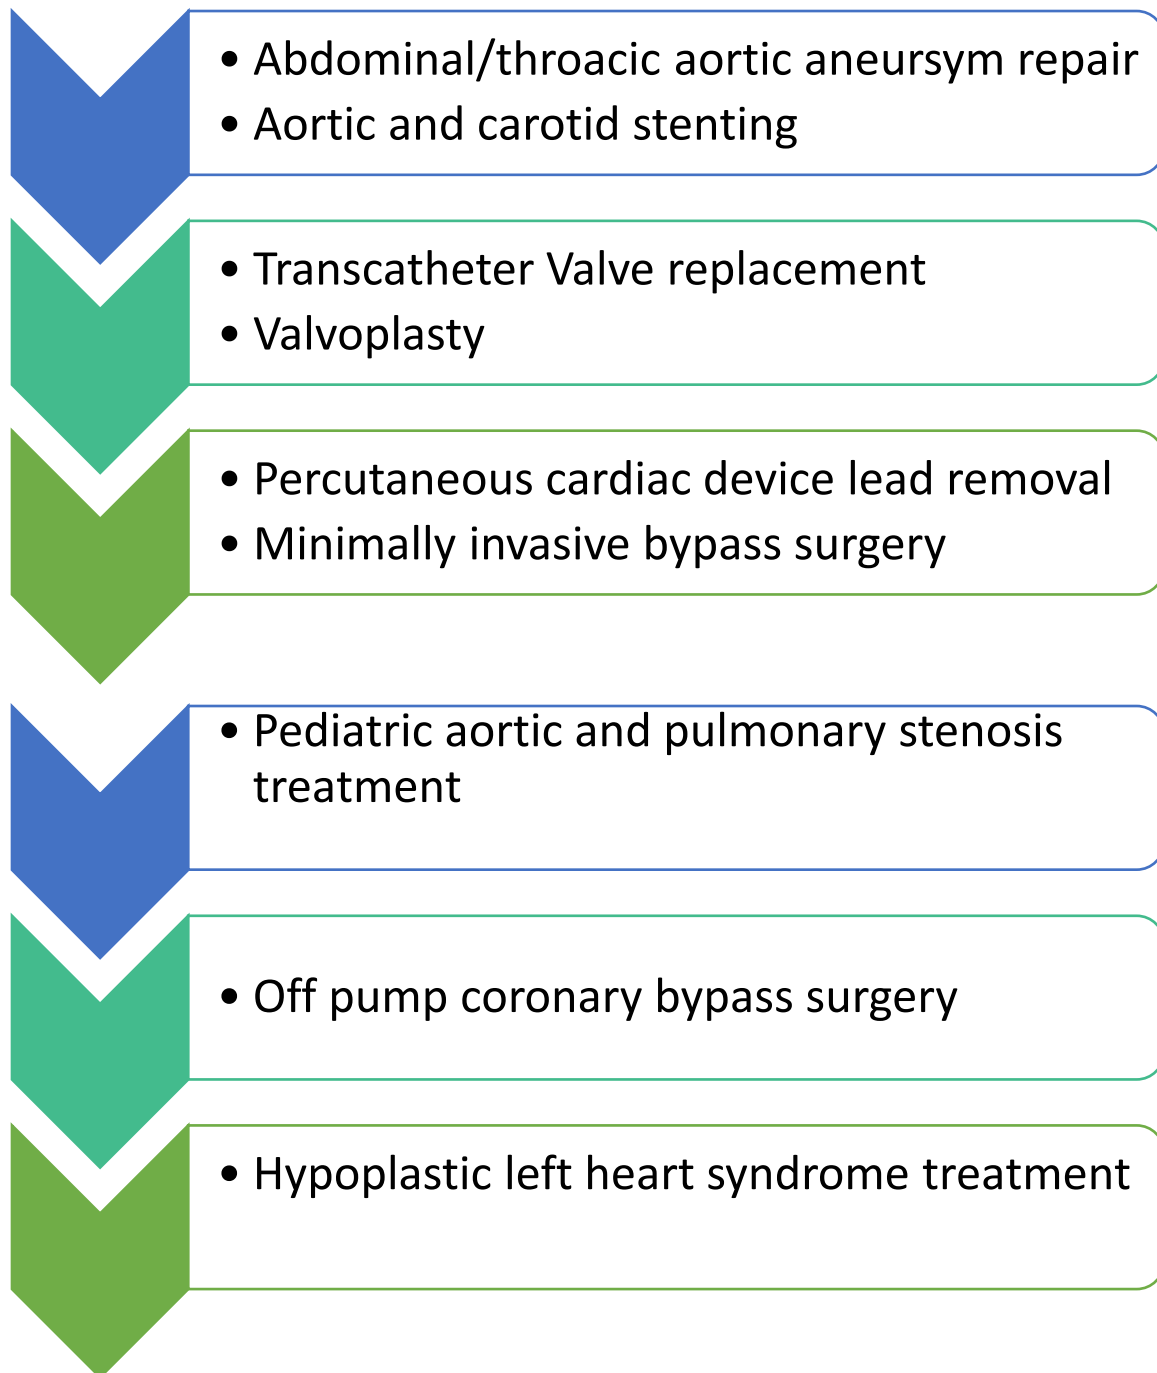 • Abdominal/throacic aortic aneursym repair
• Aortic and carotid stenting
• Transcatheter Valve replacement
• Valvoplasty
• Percutaneous cardiac device lead removal
• Minimally invasive bypass surgery
• Pediatric aortic and pulmonary stenosis
treatment
• Off pump coronary bypass surgery
• Hypoplastic left heart syndrome treatment